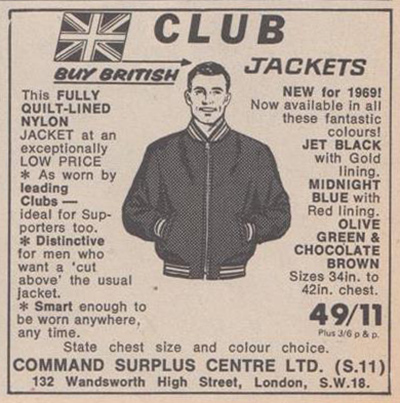 CLUB
BUY BRITISH
JACKETS
This FULLY
QUILT-LINED
NYLON
JACKET at an
exceptionally
LOW PRICE
* As worn by
leading
Clubs —
ideal for Sup-
porters too.
* Distinctive
for men who
want a 'cut
above' the usual
jacket.
* Smart enough to
be worn anywhere,
any time.
NEW for 1969!
Now available in all
these fantastic
colours!
JET BLACK
with Gold
lining.
MIDNIGHT
BLUE with
Red lining.
OLIVE
GREEN &
CHOCOLATE
BROWN
Sizes 34in. to
42in. chest.
49/11
Plus 3/6 p & p.
State chest size and colour choice.
COMMAND SURPLUS CENTRE LTD. (S.11)
132 Wandsworth High Street, London, S.W.18.